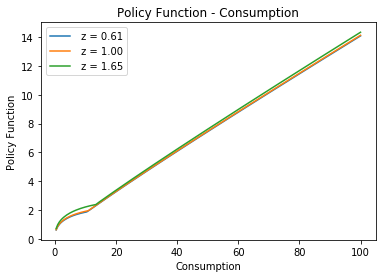 Policy Function - Consumption
z = 0.61
z = 1.00
z = 1.65
Policy Function
14
12
10
8
6
4
2
0
0
20
40
60
80
100
Consumption